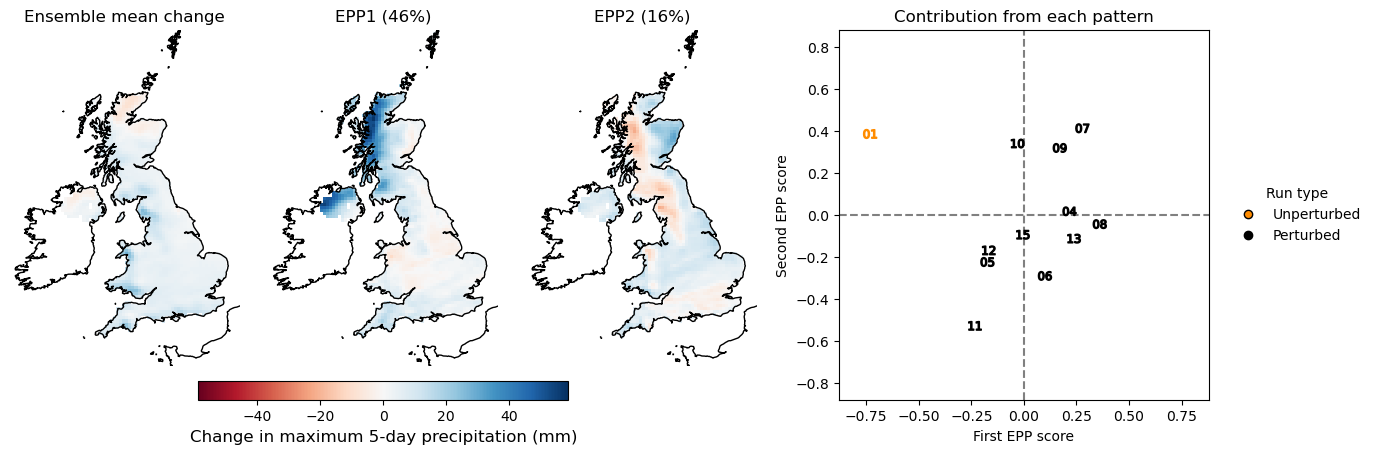 Ensemble mean change
EPP1 (46%)
EPP2 (16%)
Contribution from each pattern
−40 −20 0 20 40
Change in maximum 5-day precipitation (mm)
Second EPP score
0.8
0.6
0.4
0.2
0.0
−0.2
−0.4
−0.6
−0.8
01
07
10
09
04
08
15
13
12
05
06
11
−0.75 −0.50 −0.25 0.00 0.25 0.50 0.75
First EPP score
Run type
Unperturbed
Perturbed